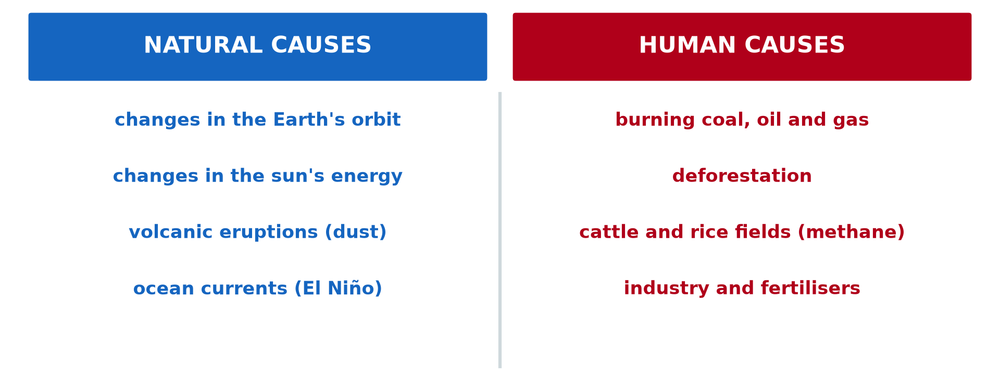 NATURAL CAUSES
changes in the Earth's orbit
changes in the sun's energy
volcanic eruptions (dust)
ocean currents (El Niño)
HUMAN CAUSES
burning coal, oil and gas
deforestation
cattle and rice fields (methane)
industry and fertilisers